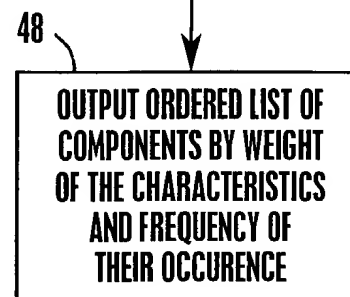 48
OUTPUT ORDERED LIST OF
COMPONENTS BY WEIGHT
OF THE CHARACTERISTICS
AND FREQUENCY OF
THEIR OCCURENCE